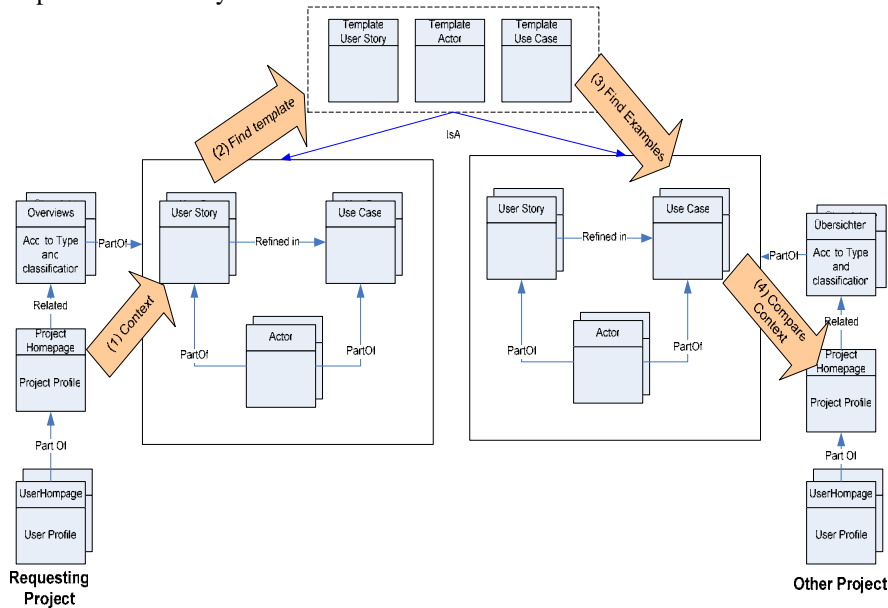 Template
User Story
Template
Actor
Template
Use Case
(2) Find template
(3) Find Examples
IsA
Overviews
Acc to Type
and
classification
PartOf
User Story
Refined in
Use Case
(1) Context
Related
Project
Homepage
Project Profile
PartOf
Actor
PartOf
Part Of
UserHompage
User Profile
Requesting
Project
User Story
Refined in
Use Case
PartOf
Actor
PartOf
Übersichter
Acc to Type
and
classification
PartOf
(4) Compare
Context
Related
Project
Homepage
Project Profile
Part Of
UserHompage
User Profile
Other Project